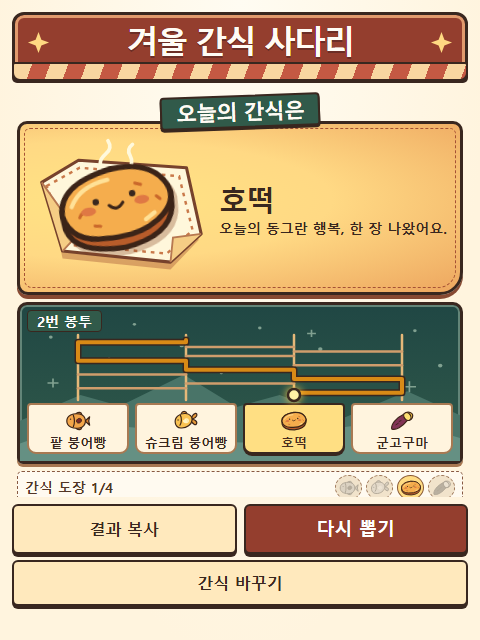 겨울 간식 사다리
오늘의 간식은
호떡
오늘의 동그란 행복, 한 장 나왔어요.
2번 봉투
팥 붕어빵
슈크림 붕어빵
호떡
군고구마
간식 도장 1/4
결과 복사
다시 뽑기
간식 바꾸기